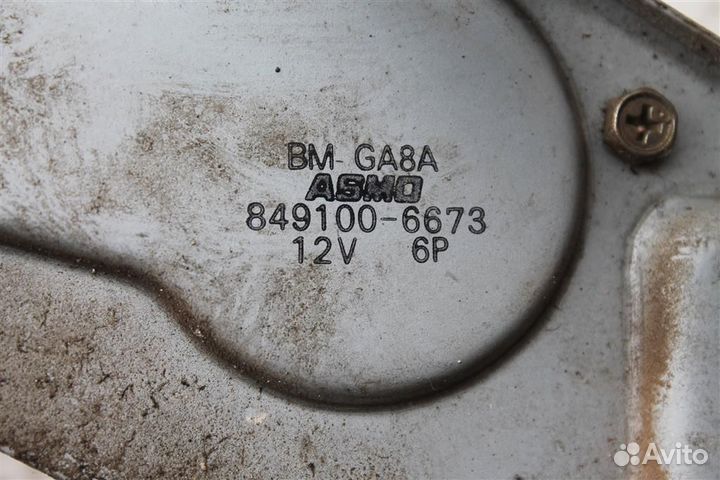 BM-GA8A
ASMO
849100-6673
12V 6P
Avito